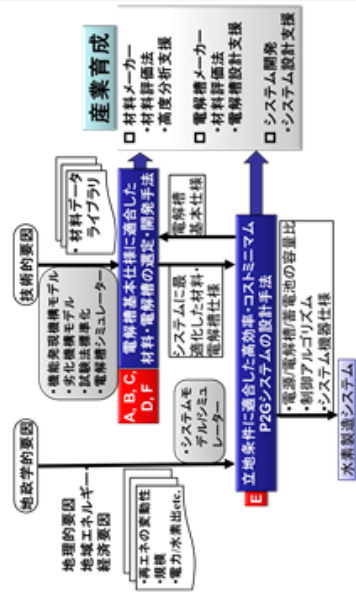 地政学的要因
技術的要因
産業育成
地理的要因
地域エネルギー・
経済要因
・再エネの変動性
・規模
・電力/水素出etc.
・機能発現機構モデル
・劣化機構モデル
・試験法標準化
・電解槽シミュレーター
・材料データ
ライブラリ
A, B, C,
D, F
電解槽基本仕様に適合した
材料・電解槽の選定・開発手法
・システムモ
デル/シミュ
レーター
システムに最
適化した材料・
電解槽仕様
電解槽
基本仕様
E
立地条件に適合した高効率・コストミニマム
P2Gシステムの設計手法
・電源/電解槽/蓄電池の容量比
・制御アルゴリズム
・システム機器仕様
水素製造システム
□ 材料メーカー
・材料評価法
・高度分析支援
□ 電解槽メーカー
・材料評価法
・電解槽設計支援
□ システム開発
・システム設計支援